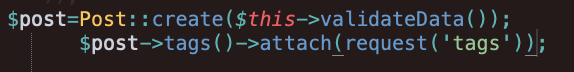 $post=Post::create($this->validateData());
$post->tags()->attach(request('tags'));